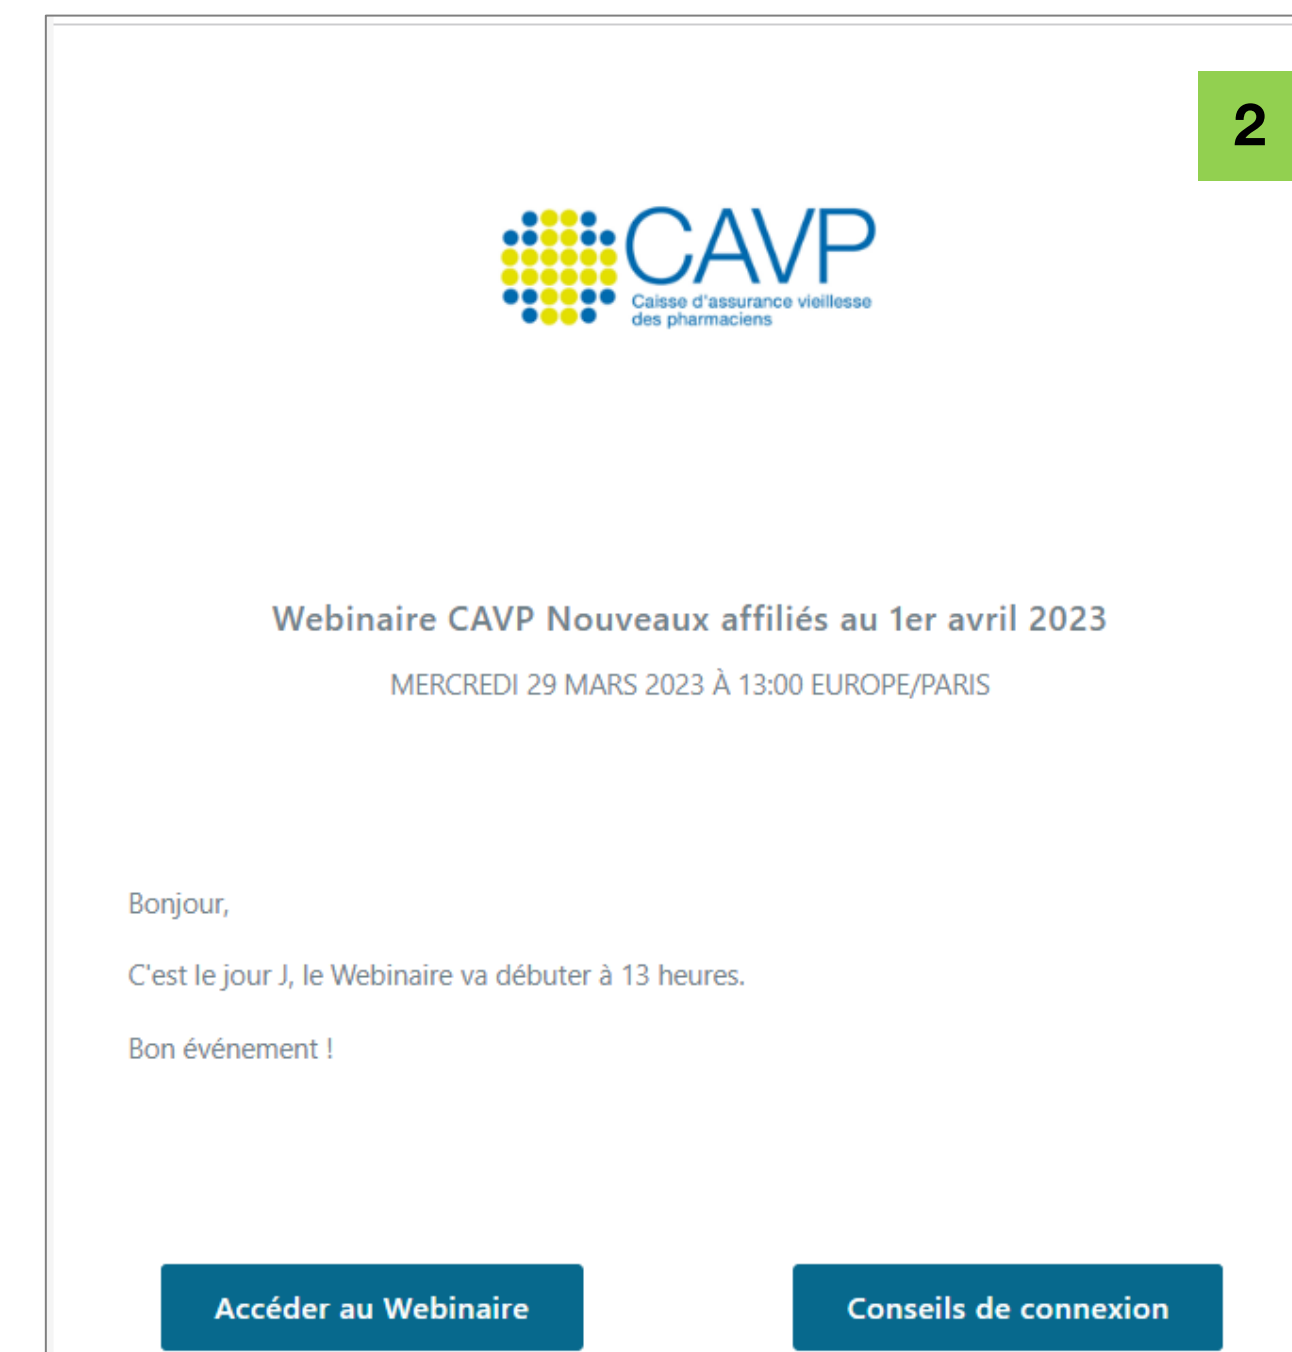 2
CAVP
Caisse d'assurance vieillesse
des pharmaciens
Webinaire CAVP Nouveaux affiliés au 1er avril 2023
MERCREDI 29 MARS 2023 À 13:00 EUROPE/PARIS
Bonjour,
C'est le jour J, le Webinaire va débuter à 13 heures.
Bon événement !
Accéder au Webinaire
Conseils de connexion